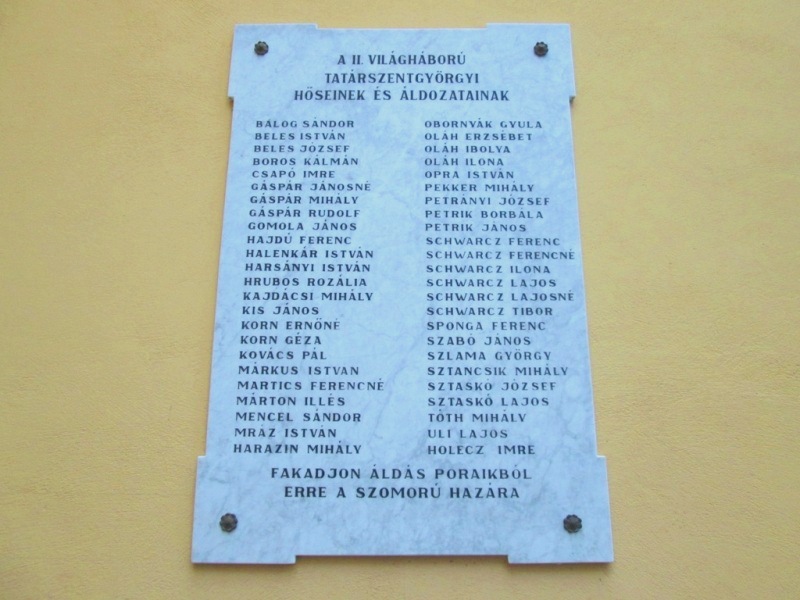 A II. VILÁGHÁBORÚ
TATÁRSZENTGYÖRGYI
HŐSEINEK ÉS ÁLDOZATAINAK
BALOG SÁNDOR
BELES ISTVÁN
BELES JÓZSEF
BOROS KÁLMÁN
CSAPÓ IMRE
GÁSPÁR JÁNOSNÉ
GÁSPÁR MIHÁLY
GÁSPÁR RUDOLF
GOMOLA JÁNOS
HAJDÚ FERENC
HALENKÁR ISTVÁN
HARSÁNYI ISTVÁN
HRUBOS ROZÁLIA
KAJDÁCSI MIHÁLY
KIS JÁNOS
KORN ERNŐNÉ
KORN GÉZA
KOVÁCS PÁL
MÁRKUS ISTVAN
MARTICS FERENCNÉ
MÁRTON ILLÉS
MENCEL SÁNDOR
MRÁZ ISTVÁN
HARAZIN MIHÁLY
OBORNYÁK GYULA
OLÁH ERZSÉBET
OLÁH IBOLYA
OLÁH ILONA
OPRA ISTVÁN
PEKKER MIHÁLY
PETRÁNYI JÓZSEF
PETRIK BORBÁLA
PETRIK JÁNOS
SCHWARCZ FERENC
SCHWARCZ FERENCNÉ
SCHWARCZ ILONA
SCHWARCZ LAJOS
SCHWARCZ LAJOSNÉ
SCHWARCZ TIBOR
SPONGA FERENC
SZABÓ JÁNOS
SZLAMA GYÖRGY
SZTANCSIK MIHÁLY
SZTASKÓ JÓZSEF
SZTASKÓ LAJOS
TÓTH MIHÁLY
ULI LAJOS
HOLECZ IMRE
FAKADJON ÁLDÁS PORAIKBÓL
ERRE A SZOMORÚ HAZÁRA